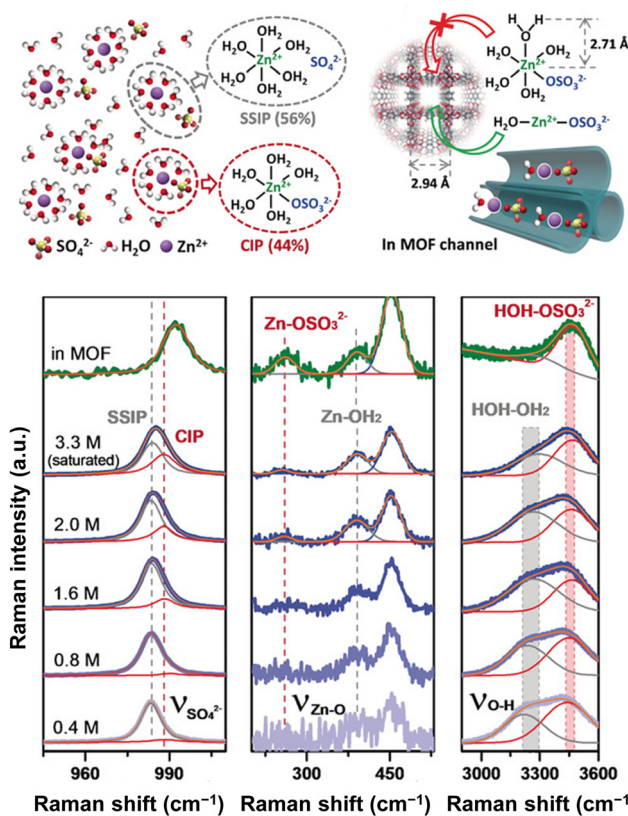 H₂O
OH₂
Zn²⁺
SO₄²⁻
H₂O
OH₂
OH₂
SSIP (56%)
H₂O
OH₂
Zn²⁺
H₂O
OSO₃²⁻
OH₂
CIP (44%)
SO₄²⁻ H₂O Zn²⁺
H H
O
2.71 Å
H₂O
OH₂
Zn²⁺
H₂O
OSO₃²⁻
OH₂
H₂O—Zn²⁺—OSO₃²⁻
2.94 Å
In MOF channel
Raman intensity (a.u.)
in MOF
SSIP
CIP
3.3 M
(saturated)
2.0 M
1.6 M
0.8 M
0.4 M
νSO₄²⁻
960 990
Raman shift (cm⁻¹)
Zn-OSO₃²⁻
Zn-OH₂
νZn-O
300 450
Raman shift (cm⁻¹)
HOH-OSO₃²⁻
HOH-OH₂
νO-H
3000 3300 3600
Raman shift (cm⁻¹)